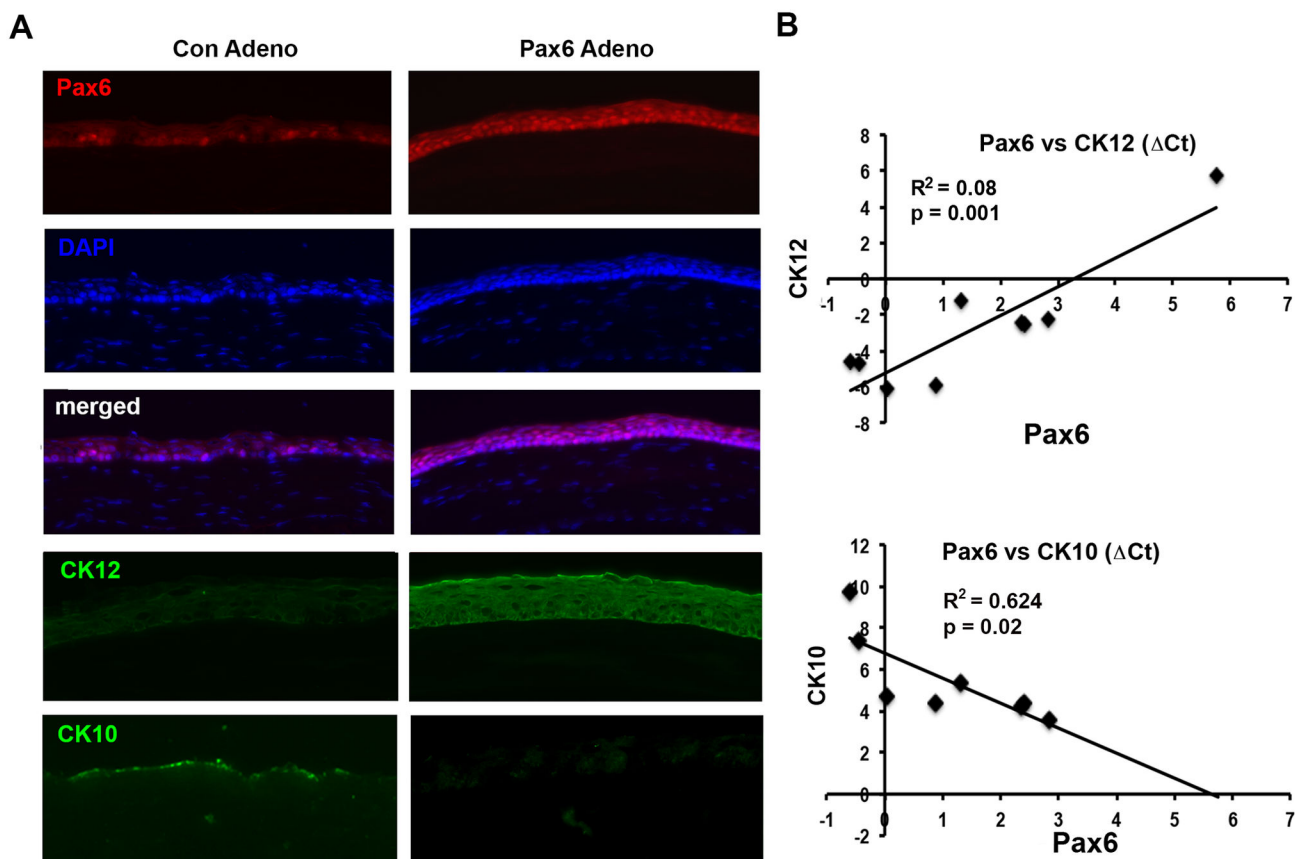 A
B
Con Adeno
Pax6 Adeno
Pax6
DAPI
merged
CK12
CK10
Pax6 vs CK12 (ΔCt)
R² = 0.08
p = 0.001
CK12
8
6
4
2
0
-2
-4
-6
-8
-1 0 1 2 3 4 5 6 7
Pax6
Pax6 vs CK10 (ΔCt)
R² = 0.624
p = 0.02
CK10
12
10
8
6
4
2
0
-2
-1 0 1 2 3 4 5 6 7
Pax6